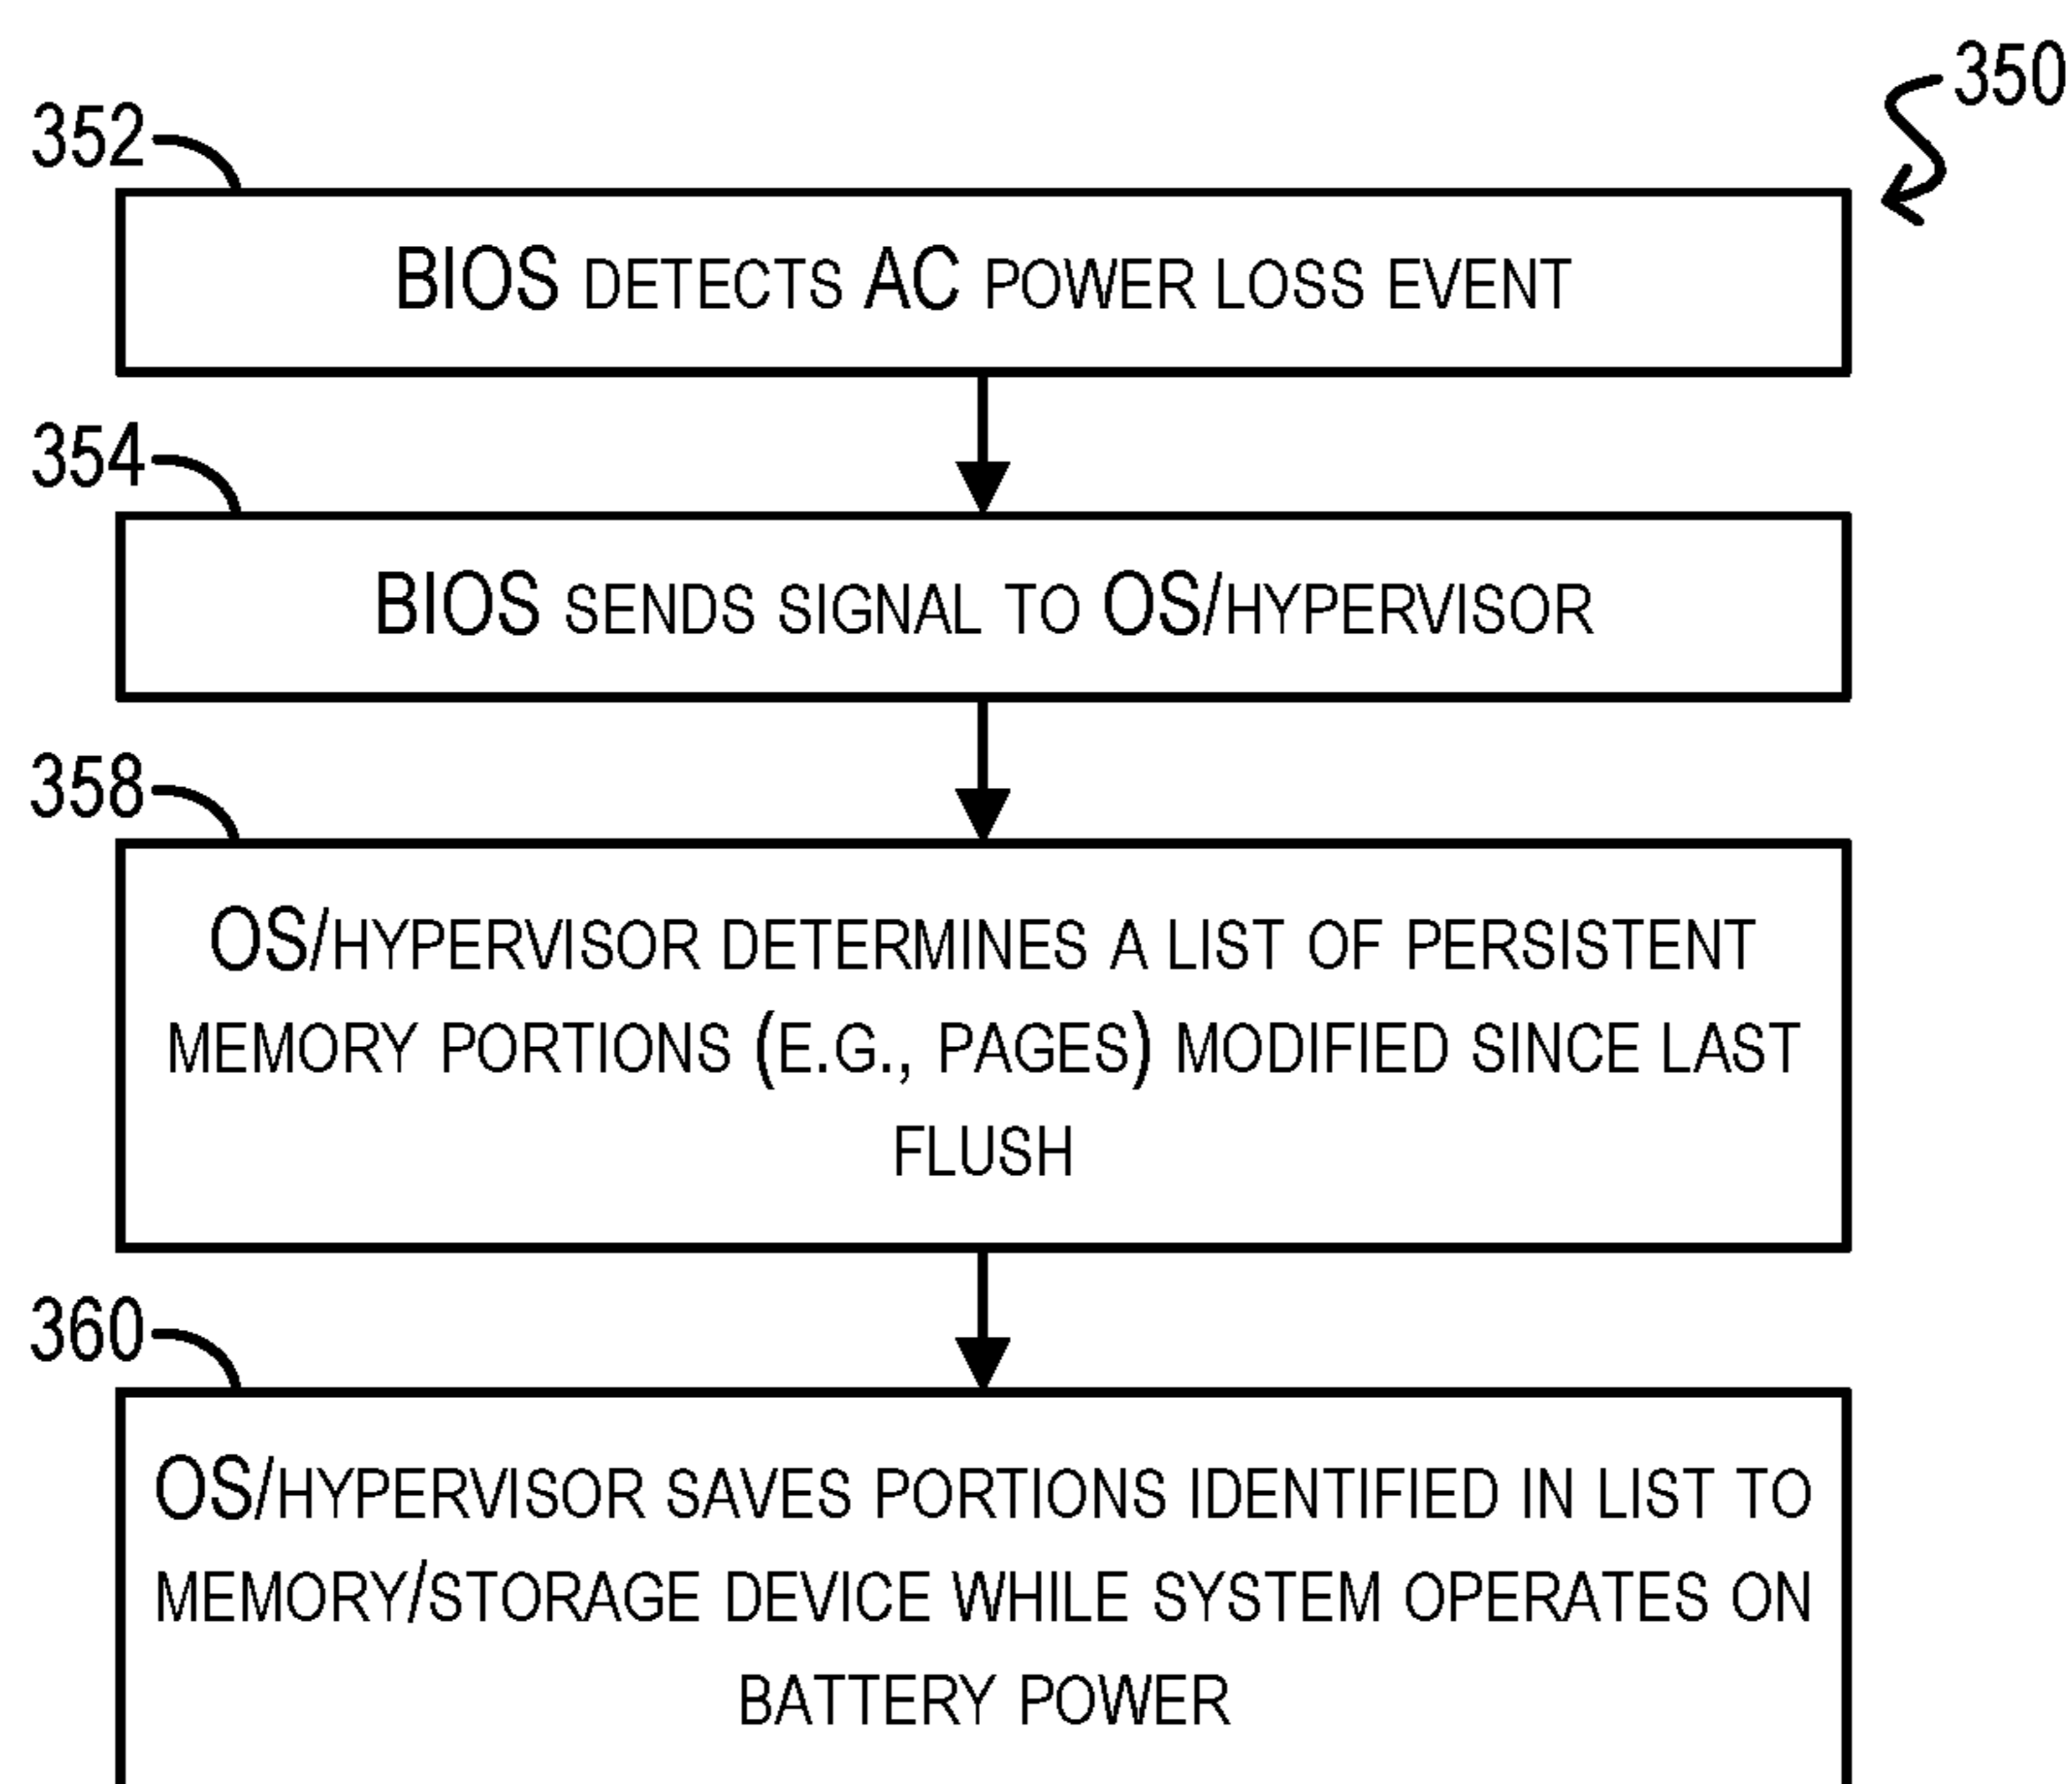 350
352
BIOS DETECTS AC POWER LOSS EVENT
354
BIOS SENDS SIGNAL TO OS/HYPERVISOR
358
OS/HYPERVISOR DETERMINES A LIST OF PERSISTENT
MEMORY PORTIONS (E.G., PAGES) MODIFIED SINCE LAST
FLUSH
360
OS/HYPERVISOR SAVES PORTIONS IDENTIFIED IN LIST TO
MEMORY/STORAGE DEVICE WHILE SYSTEM OPERATES ON
BATTERY POWER